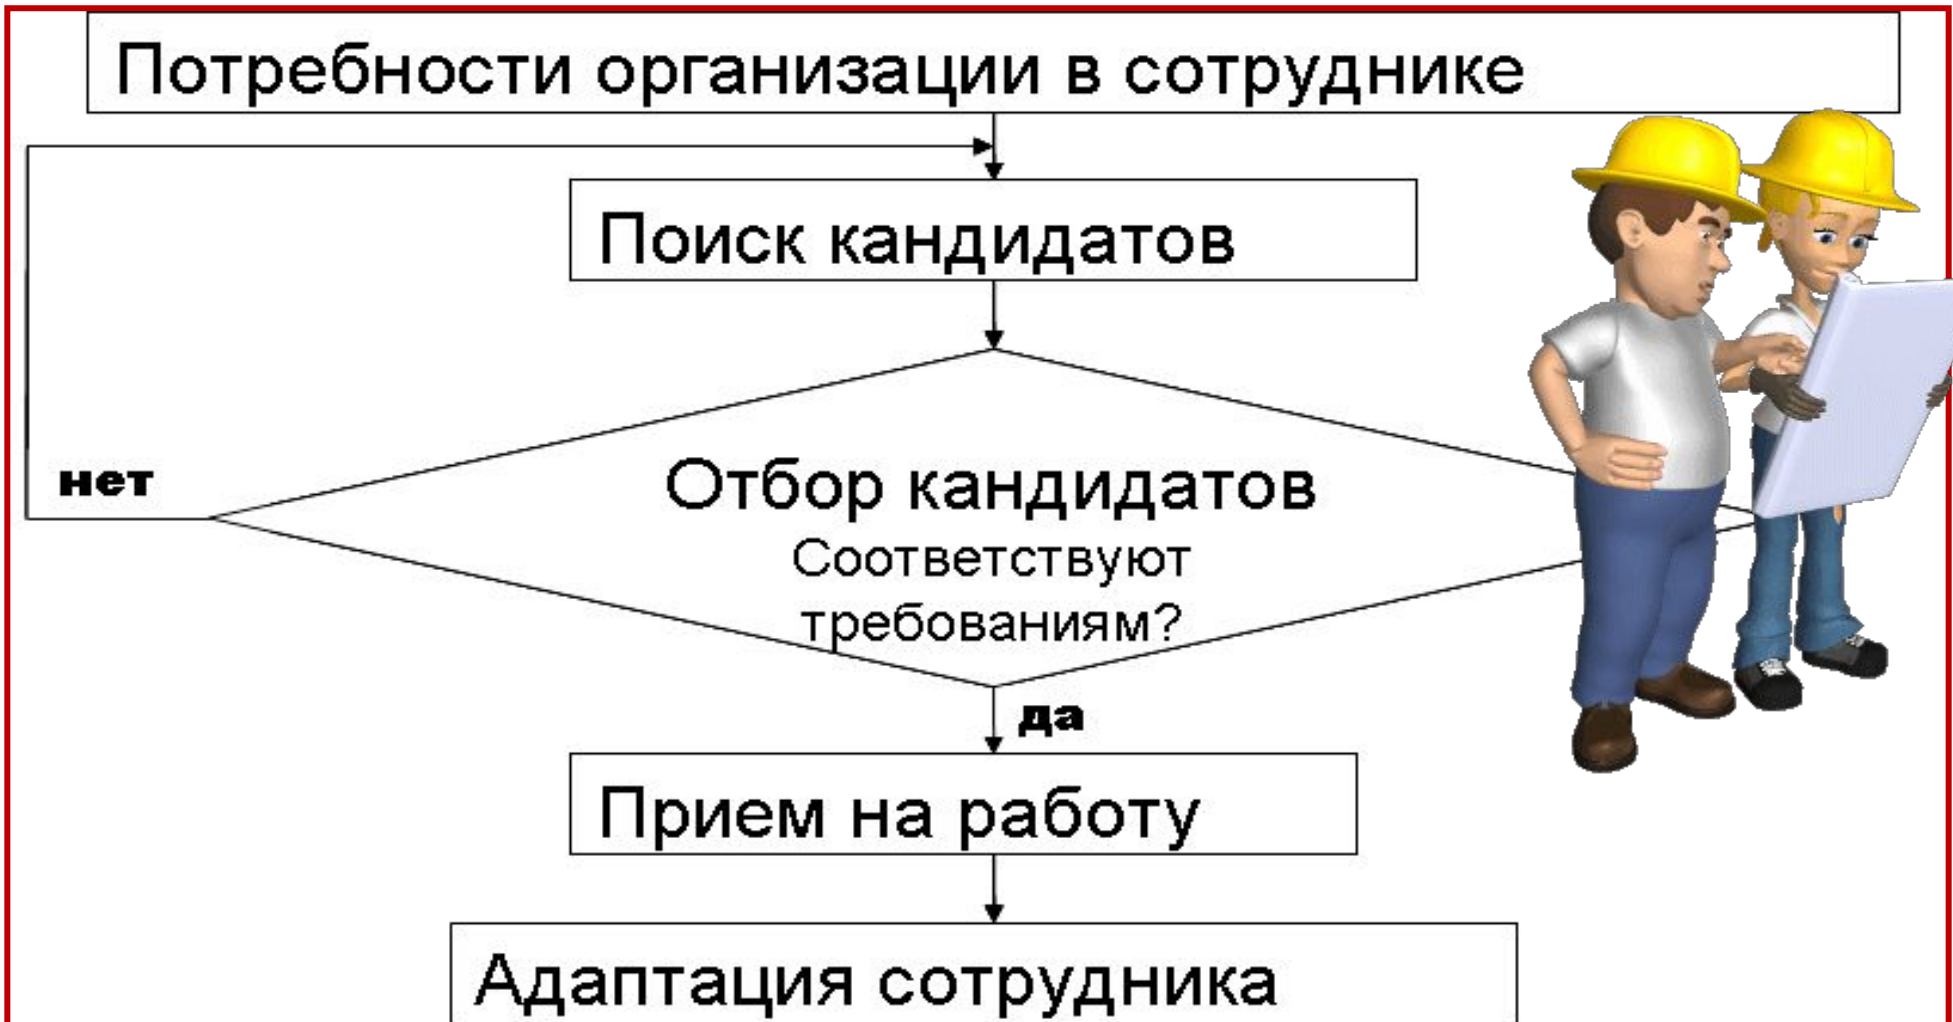 Потребности организации в сотруднике
Поиск кандидатов
нет
Отбор кандидатов
Соответствуют
требованиям?
да
Прием на работу
Адаптация сотрудника